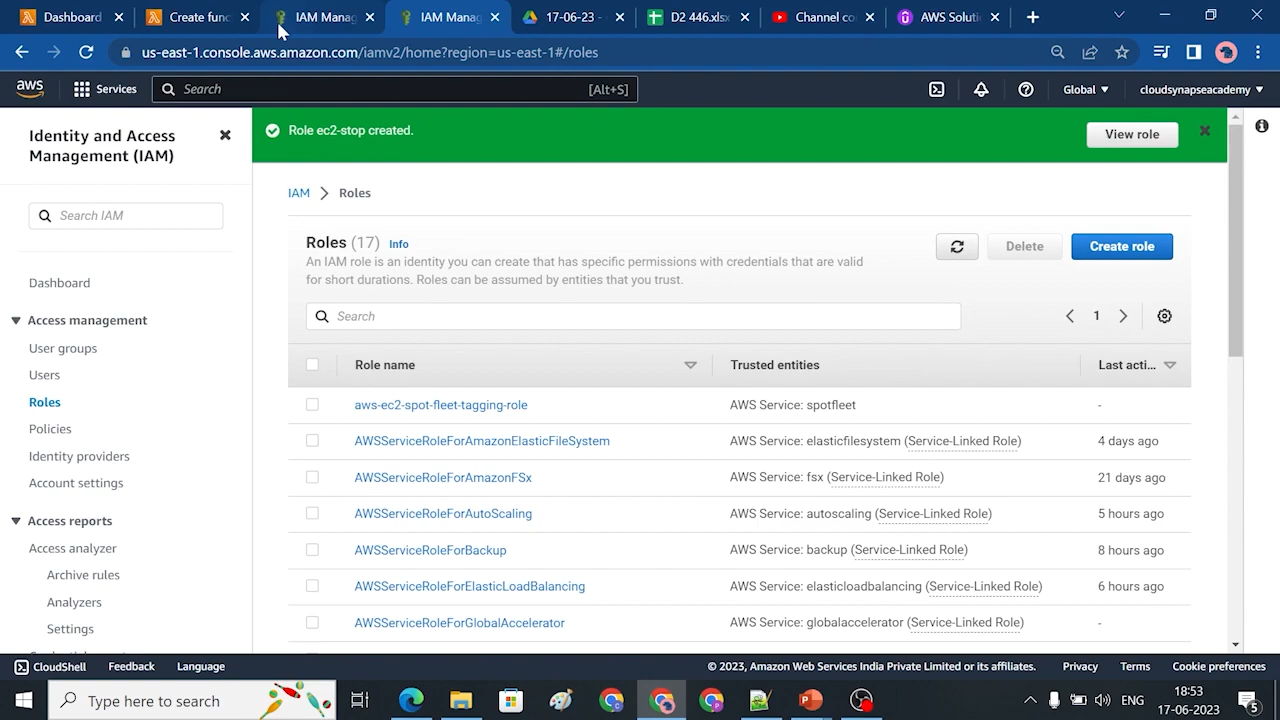 Dashboard
Create func
IAM Manag
IAM Manag
17-06-23 -
D2 446.xlsx
Channel co
AWS Soluti
us-east-1.console.aws.amazon.com/iamv2/home?region=us-east-1#/roles
aws
Services
Search
[Alt+S]
Global
cloudsynapseacademy
Identity and Access
Management (IAM)
Search IAM
Dashboard
Access management
User groups
Users
Roles
Policies
Identity providers
Account settings
Access reports
Access analyzer
Archive rules
Analyzers
Settings
Role ec2-stop created.
View role
IAM
Roles
Roles (17) Info
An IAM role is an identity you can create that has specific permissions with credentials that are valid
for short durations. Roles can be assumed by entities that you trust.
Delete
Create role
Search
1
Role name Trusted entities Last acti...
aws-ec2-spot-fleet-tagging-role AWS Service: spotfleet -
AWSServiceRoleForAmazonElasticFileSystem AWS Service: elasticfilesystem (Service-Linked Role) 4 days ago
AWSServiceRoleForAmazonFSx AWS Service: fsx (Service-Linked Role) 21 days ago
AWSServiceRoleForAutoScaling AWS Service: autoscaling (Service-Linked Role) 5 hours ago
AWSServiceRoleForBackup AWS Service: backup (Service-Linked Role) 8 hours ago
AWSServiceRoleForElasticLoadBalancing AWS Service: elasticloadbalancing (Service-Linked Role) 6 hours ago
AWSServiceRoleForGlobalAccelerator AWS Service: globalaccelerator (Service-Linked Role) -
CloudShell Feedback Language
© 2023, Amazon Web Services India Private Limited or its affiliates. Privacy Terms Cookie preferences
Type here to search
ENG
18:53
17-06-2023
5